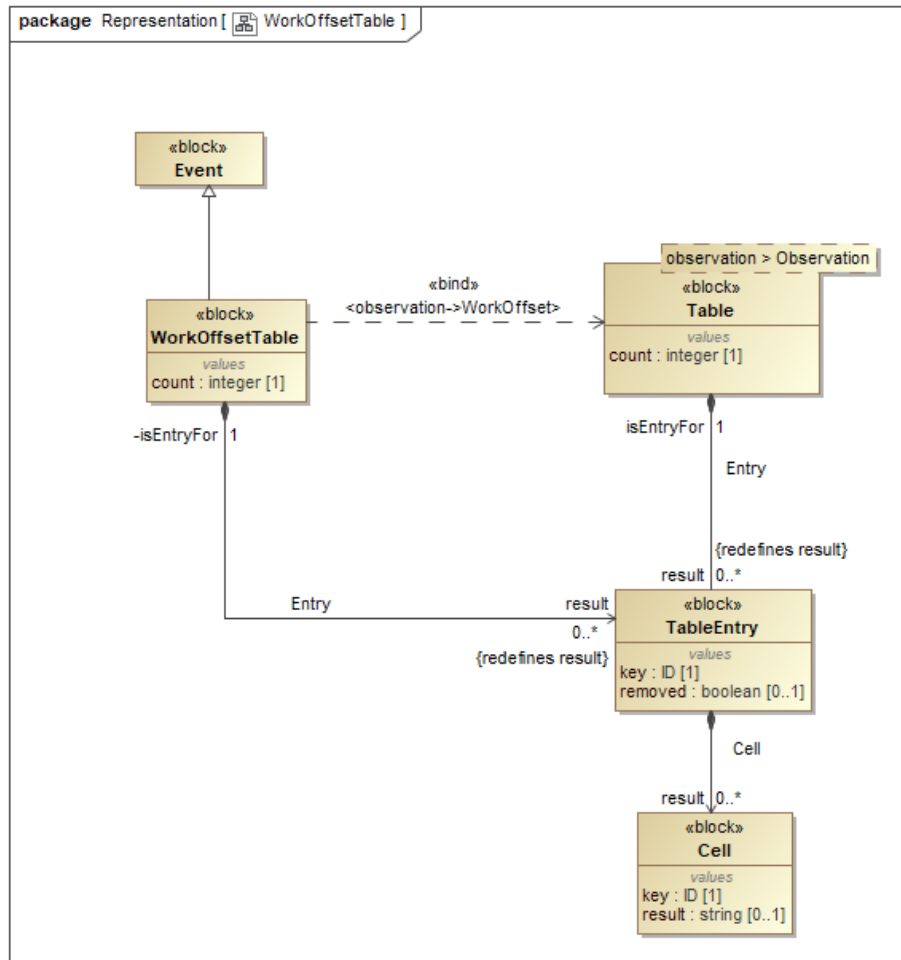 package Representation [ WorkOffsetTable ]
«block»
Event
observation > Observation
«bind»
<observation->WorkOffset>
«block»
WorkOffsetTable
values
count : integer [1]
«block»
Table
values
count : integer [1]
-isEntryFor 1
isEntryFor 1
Entry
{redefines result}
result 0..*
Entry
result
0..*
{redefines result}
«block»
TableEntry
values
key : ID [1]
removed : boolean [0..1]
Cell
result 0..*
«block»
Cell
values
key : ID [1]
result : string [0..1]